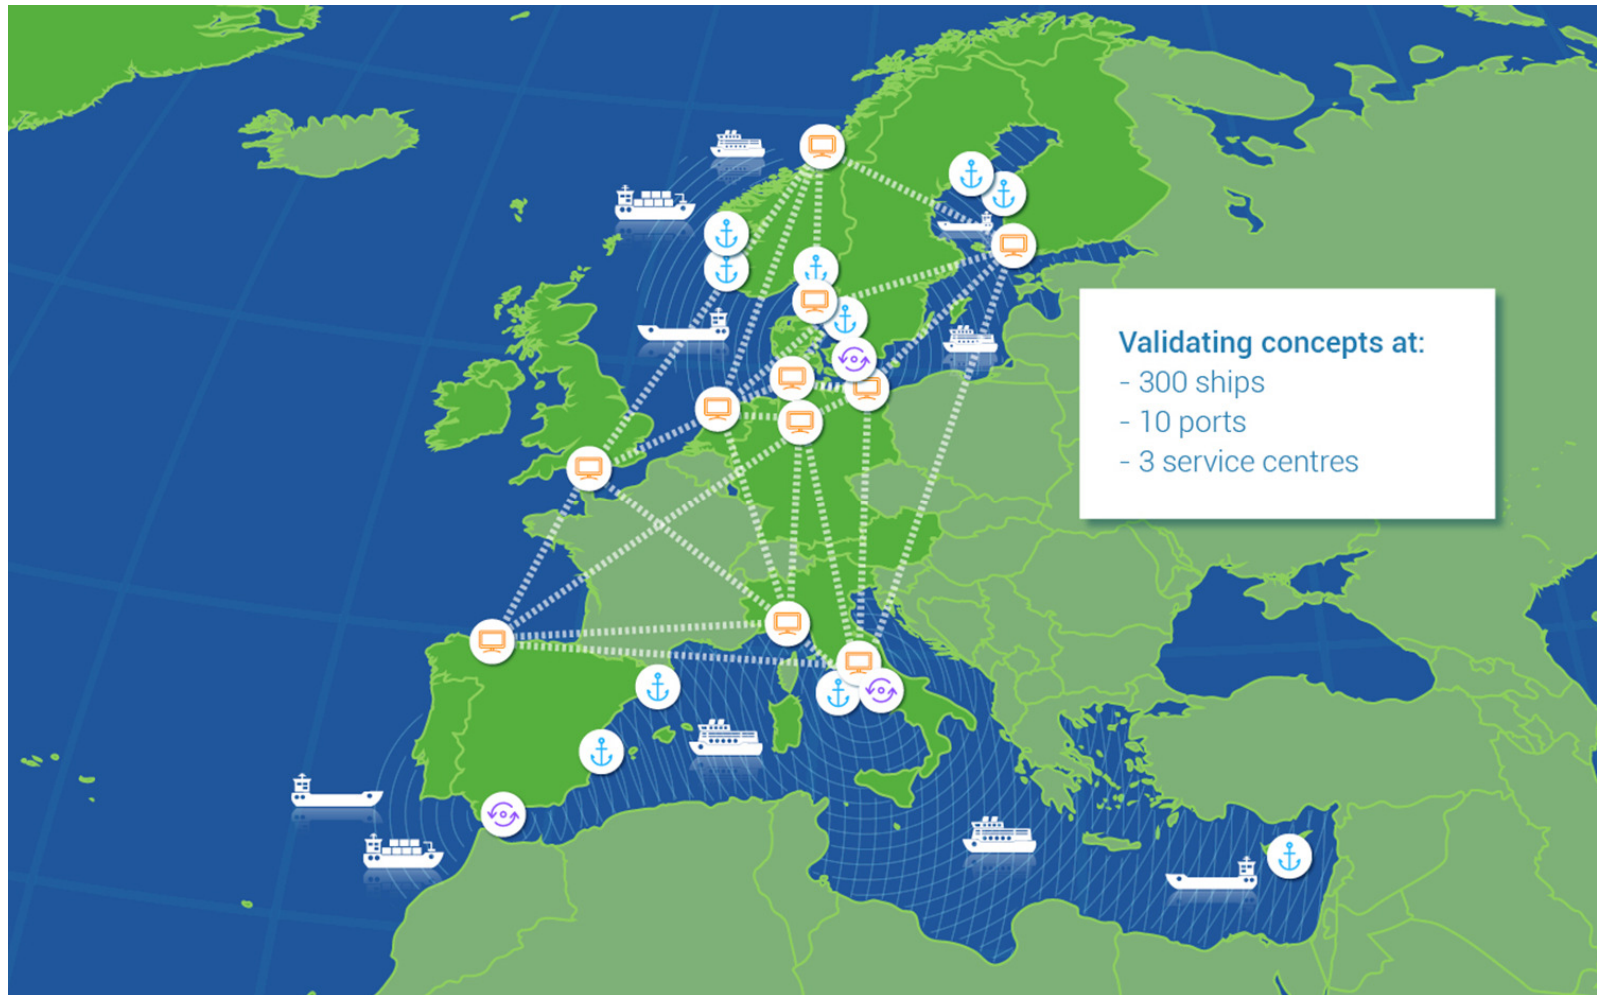 Validating concepts at:
- 300 ships
- 10 ports
- 3 service centres